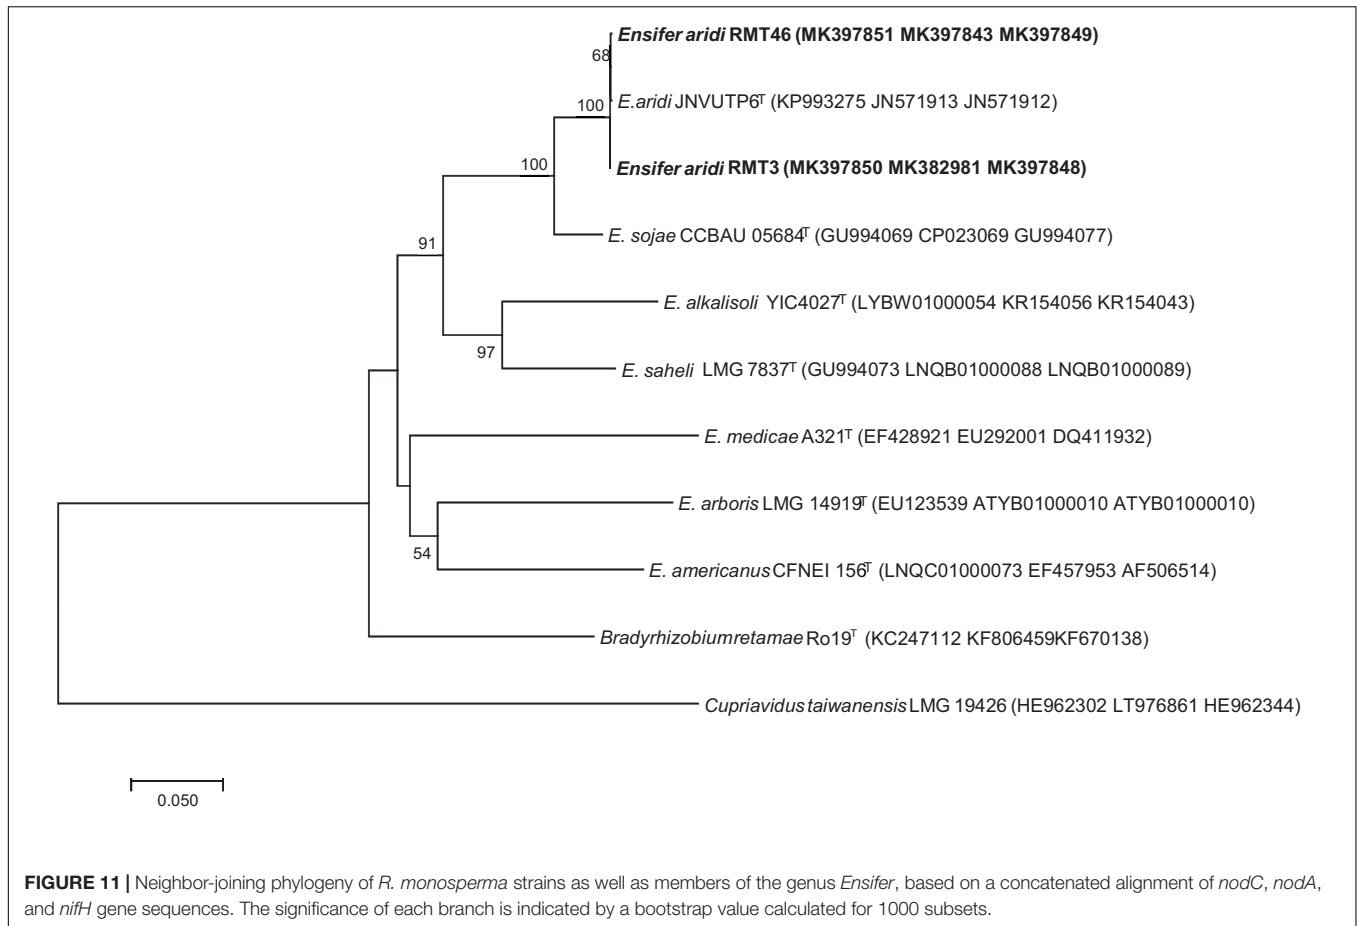 Ensifer aridi RMT46 (MK397851 MK397843 MK397849)
68
E.aridi JNVUTP6T (KP993275 JN571913 JN571912)
100
Ensifer aridi RMT3 (MK397850 MK382981 MK397848)
100
E. sojae CCBAU 05684T (GU994069 CP023069 GU994077)
91
E. alkalisoli YIC4027T (LYBW01000054 KR154056 KR154043)
97
E. saheli LMG 7837T (GU994073 LNQB01000088 LNQB01000089)
E. medicae A321T (EF428921 EU292001 DQ411932)
E. arboris LMG 14919T (EU123539 ATYB01000010 ATYB01000010)
54
E. americanus CFNEI 156T (LNQC01000073 EF457953 AF506514)
Bradyrhizobiumretamae Ro19T (KC247112 KF806459KF670138)
Cupriavidus taiwanensis LMG 19426 (HE962302 LT976861 HE962344)
0.050
FIGURE 11 | Neighbor-joining phylogeny of R. monosperma strains as well as members of the genus Ensifer, based on a concatenated alignment of nodC, nodA,
and nifH gene sequences. The significance of each branch is indicated by a bootstrap value calculated for 1000 subsets.